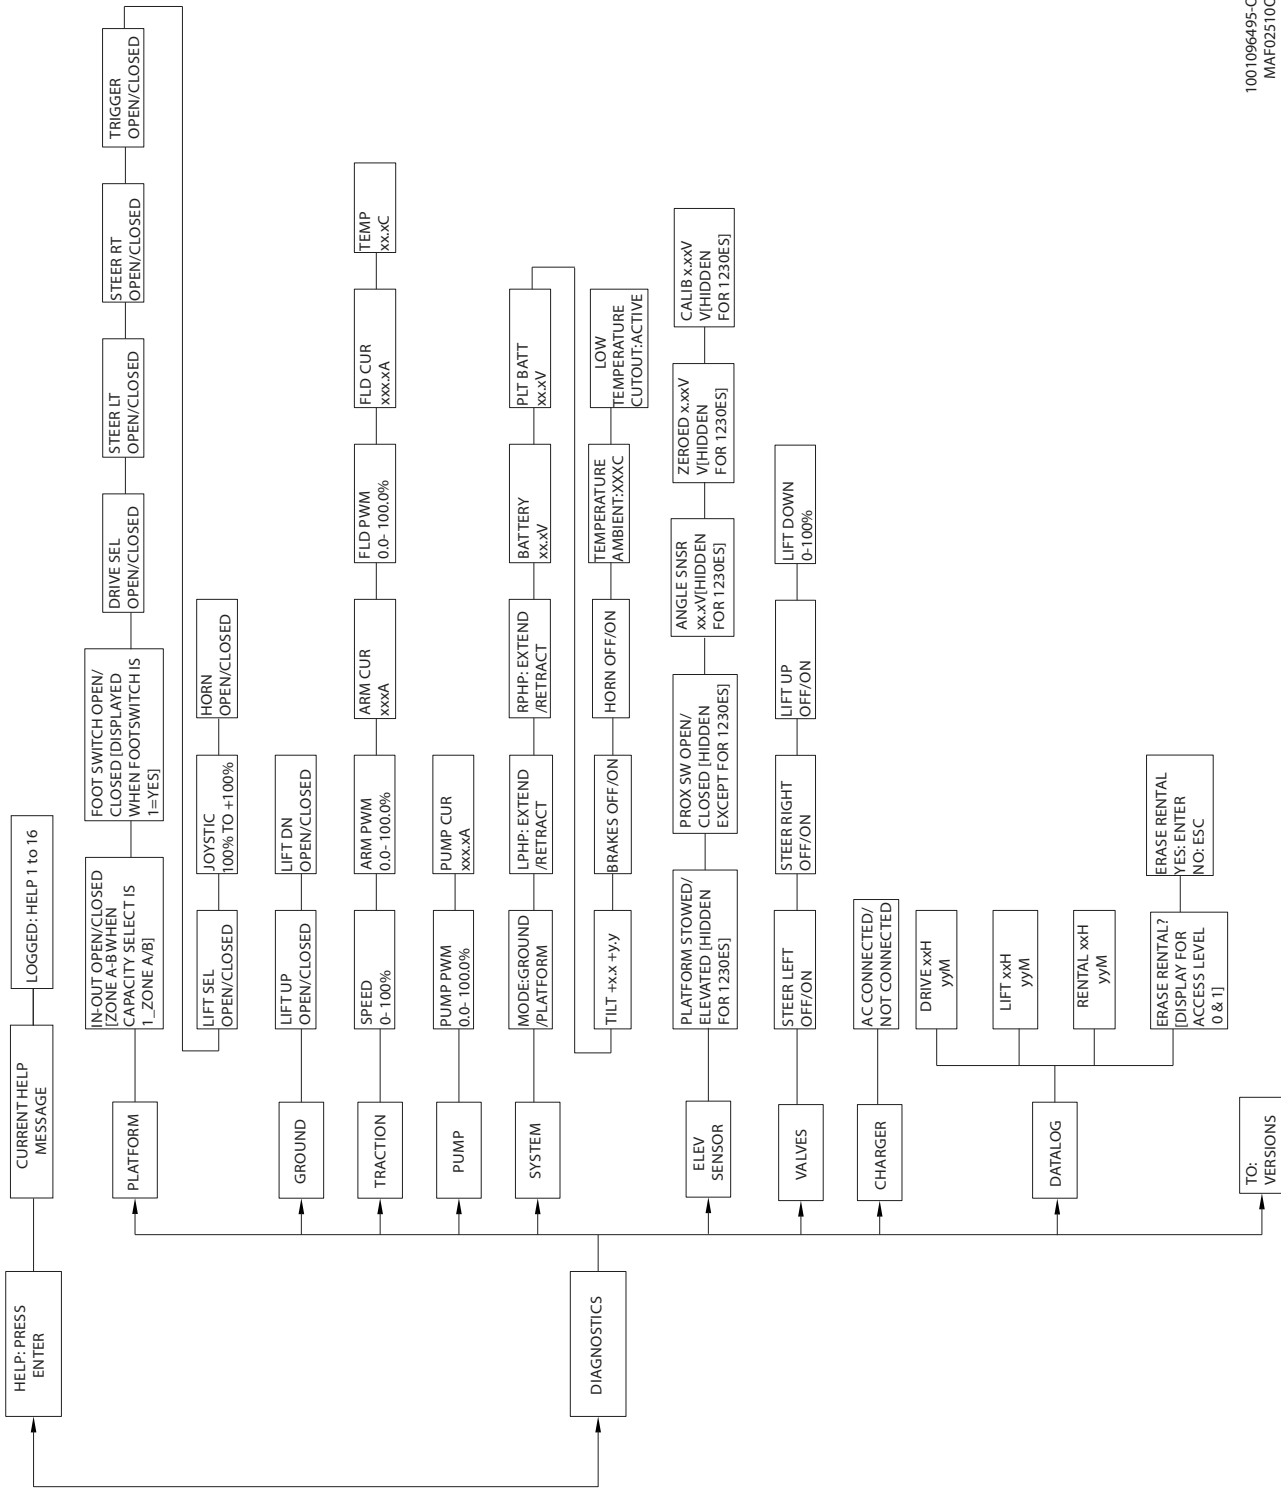 HELP: PRESS
ENTER
CURRENT HELP
MESSAGE
LOGGED: HELP 1 to 16
DIAGNOSTICS
PLATFORM
IN-OUT OPEN/CLOSED
[ZONE A-BWHEN
CAPACITY SELECT IS
1_ZONE A/B]
FOOT SWITCH OPEN/
CLOSED [DISPLAYED
WHEN FOOTSWITCH IS
1=YES]
DRIVE SEL
OPEN/CLOSED
STEER LT
OPEN/CLOSED
STEER RT
OPEN/CLOSED
TRIGGER
OPEN/CLOSED
LIFT SEL
OPEN/CLOSED
JOYSTIC
100% TO +100%
HORN
OPEN/CLOSED
GROUND
LIFT UP
OPEN/CLOSED
LIFT DN
OPEN/CLOSED
TRACTION
SPEED
0- 100%
ARM PWM
0.0- 100.0%
ARM CUR
xxxA
FLD PWM
0.0- 100.0%
FLD CUR
xxx.xA
TEMP
xx.xC
PUMP
PUMP PWM
0.0- 100.0%
PUMP CUR
xxx.xA
SYSTEM
MODE:GROUND
/PLATFORM
LPHP: EXTEND
/RETRACT
RPHP: EXTEND
/RETRACT
BATTERY
xx.xV
PLT BATT
xx.xV
TILT +x.x +y.y
BRAKES OFF/ON
HORN OFF/ON
TEMPERATURE
AMBIENT:XXXC
LOW
TEMPERATURE
CUTOUT:ACTIVE
ELEV
SENSOR
PLATFORM STOWED/
ELEVATED [HIDDEN
FOR 1230ES]
PROX SW OPEN/
CLOSED [HIDDEN
EXCEPT FOR 1230ES]
ANGLE SNSR
xx.xV[HIDDEN
FOR 1230ES]
ZEROED x.xxV
V[HIDDEN
FOR 1230ES]
CALIB x.xxV
V[HIDDEN
FOR 1230ES]
VALVES
STEER LEFT
OFF/ON
STEER RIGHT
OFF/ON
LIFT UP
OFF/ON
LIFT DOWN
0-100%
CHARGER
AC CONNECTED/
NOT CONNECTED
DATALOG
DRIVE xxH
yyM
LIFT xxH
yyM
RENTAL xxH
yyM
ERASE RENTAL?
[DISPLAY FOR
ACCESS LEVEL
0 & 1]
ERASE RENTAL
YES: ENTER
NO: ESC
TO:
VERSIONS
1001096495-C
MAF02510C